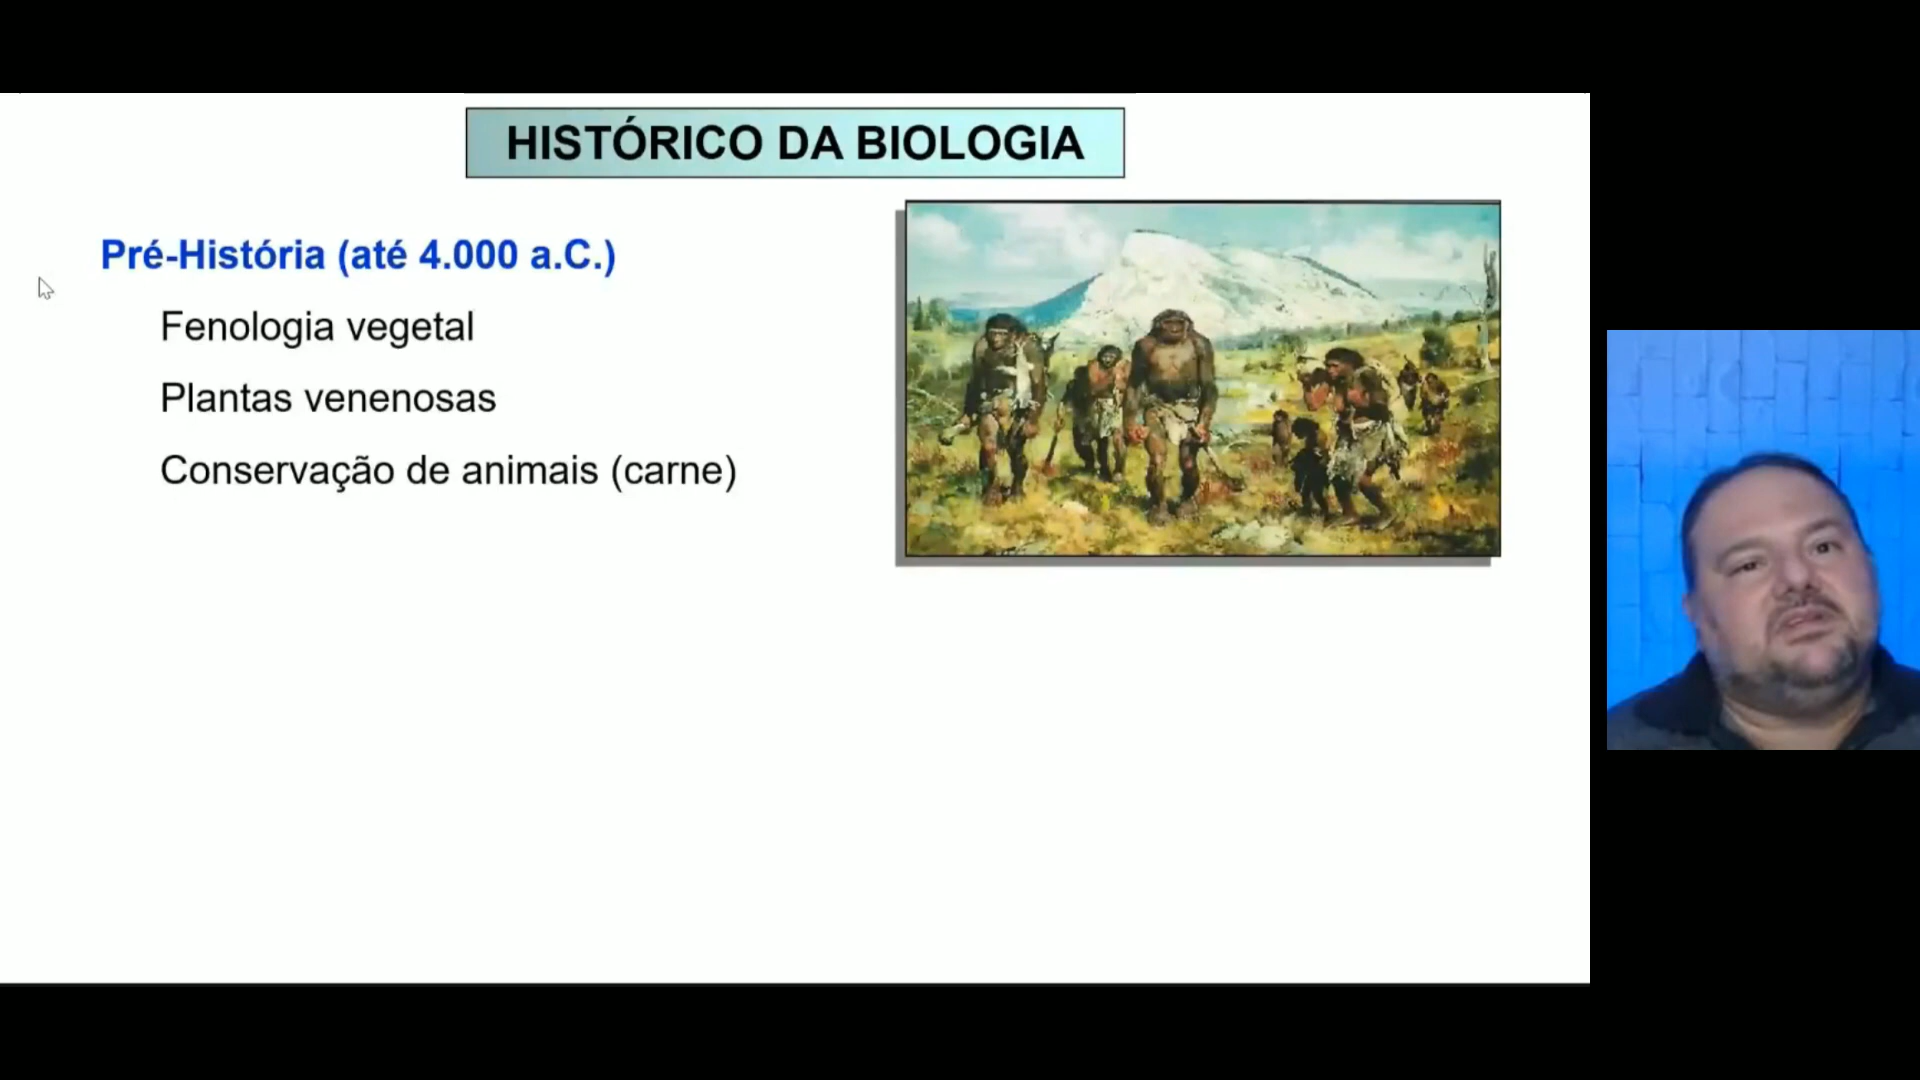 HISTÓRICO DA BIOLOGIA
Pré-História (até 4.000 a.C.)
Fenologia vegetal
Plantas venenosas
Conservação de animais (carne)